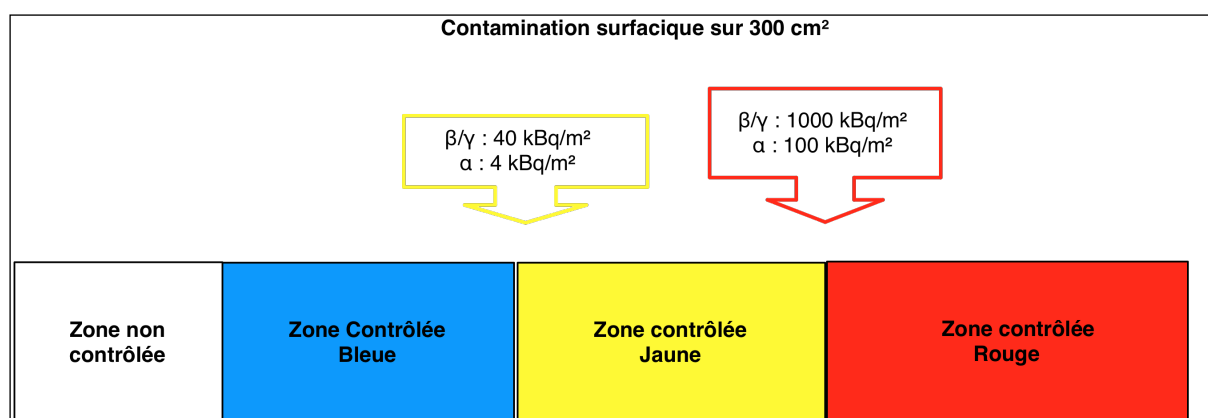 Contamination surfacique sur 300 cm²
β/γ : 40 kBq/m²
α : 4 kBq/m²
β/γ : 1000 kBq/m²
α : 100 kBq/m²
Zone non
contrôlée
Zone Contrôlée
Bleue
Zone contrôlée
Jaune
Zone contrôlée
Rouge